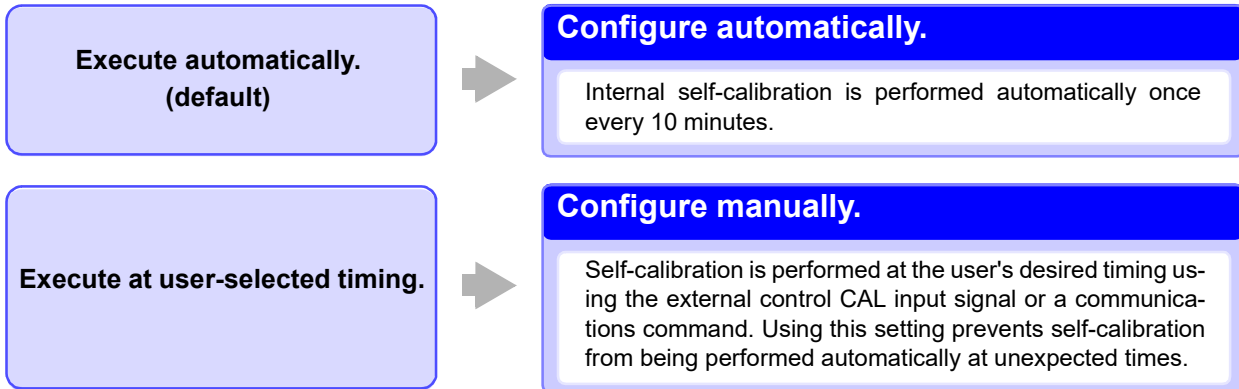 Execute automatically.
(default)
Configure automatically.
Internal self-calibration is performed automatically once
every 10 minutes.
Execute at user-selected timing.
Configure manually.
Self-calibration is performed at the user's desired timing us-
ing the external control CAL input signal or a communica-
tions command. Using this setting prevents self-calibration
from being performed automatically at unexpected times.